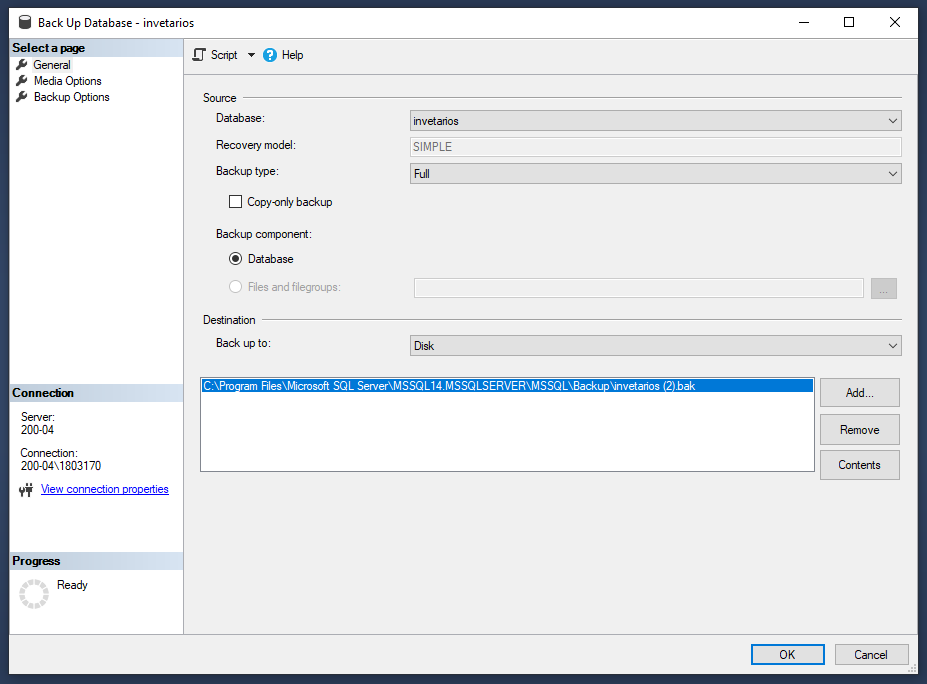 Back Up Database - invetarios
Select a page
General
Media Options
Backup Options
Script
Help
Source
Database:
invetarios
Recovery model:
SIMPLE
Backup type:
Full
Copy-only backup
Backup component:
Database
Files and filegroups:
...
Destination
Back up to:
Disk
C:\Program Files\Microsoft SQL Server\MSSQL14.MSSQLSERVER\MSSQL\Backup\invetarios (2).bak
Add...
Remove
Contents
Connection
Server:
200-04
Connection:
200-04\1803170
View connection properties
Progress
Ready
OK
Cancel